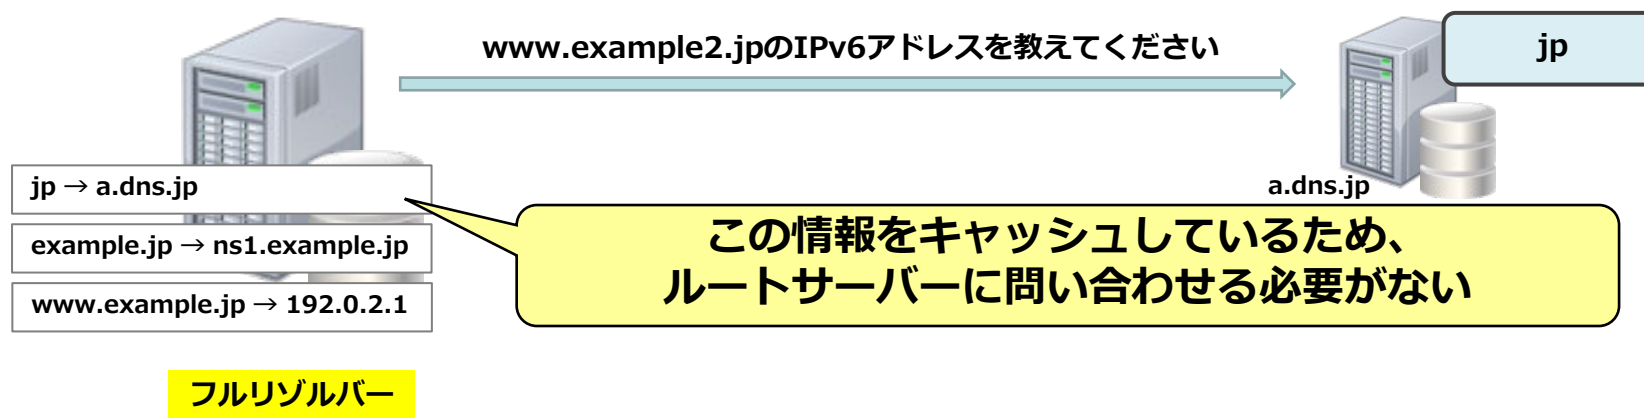 www.example2.jpのIPv6アドレスを教えてください
jp
jp → a.dns.jp
a.dns.jp
example.jp → ns1.example.jp
www.example.jp → 192.0.2.1
この情報をキャッシュしているため、
ルートサーバーに問い合わせる必要がない
フルリゾルバー